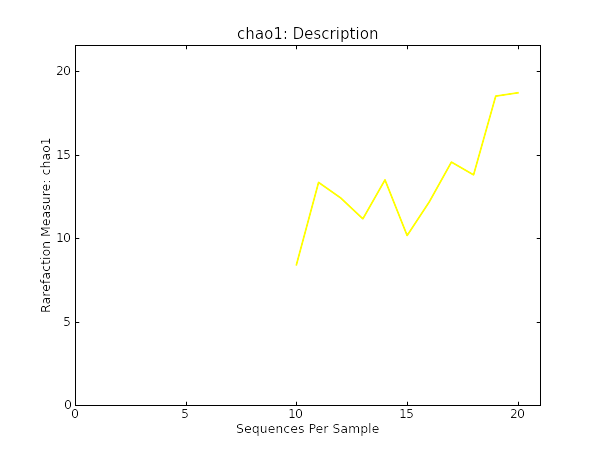 chao1: Description
20
15
10
5
0
Rarefaction Measure: chao1
0 5 10 15 20
Sequences Per Sample